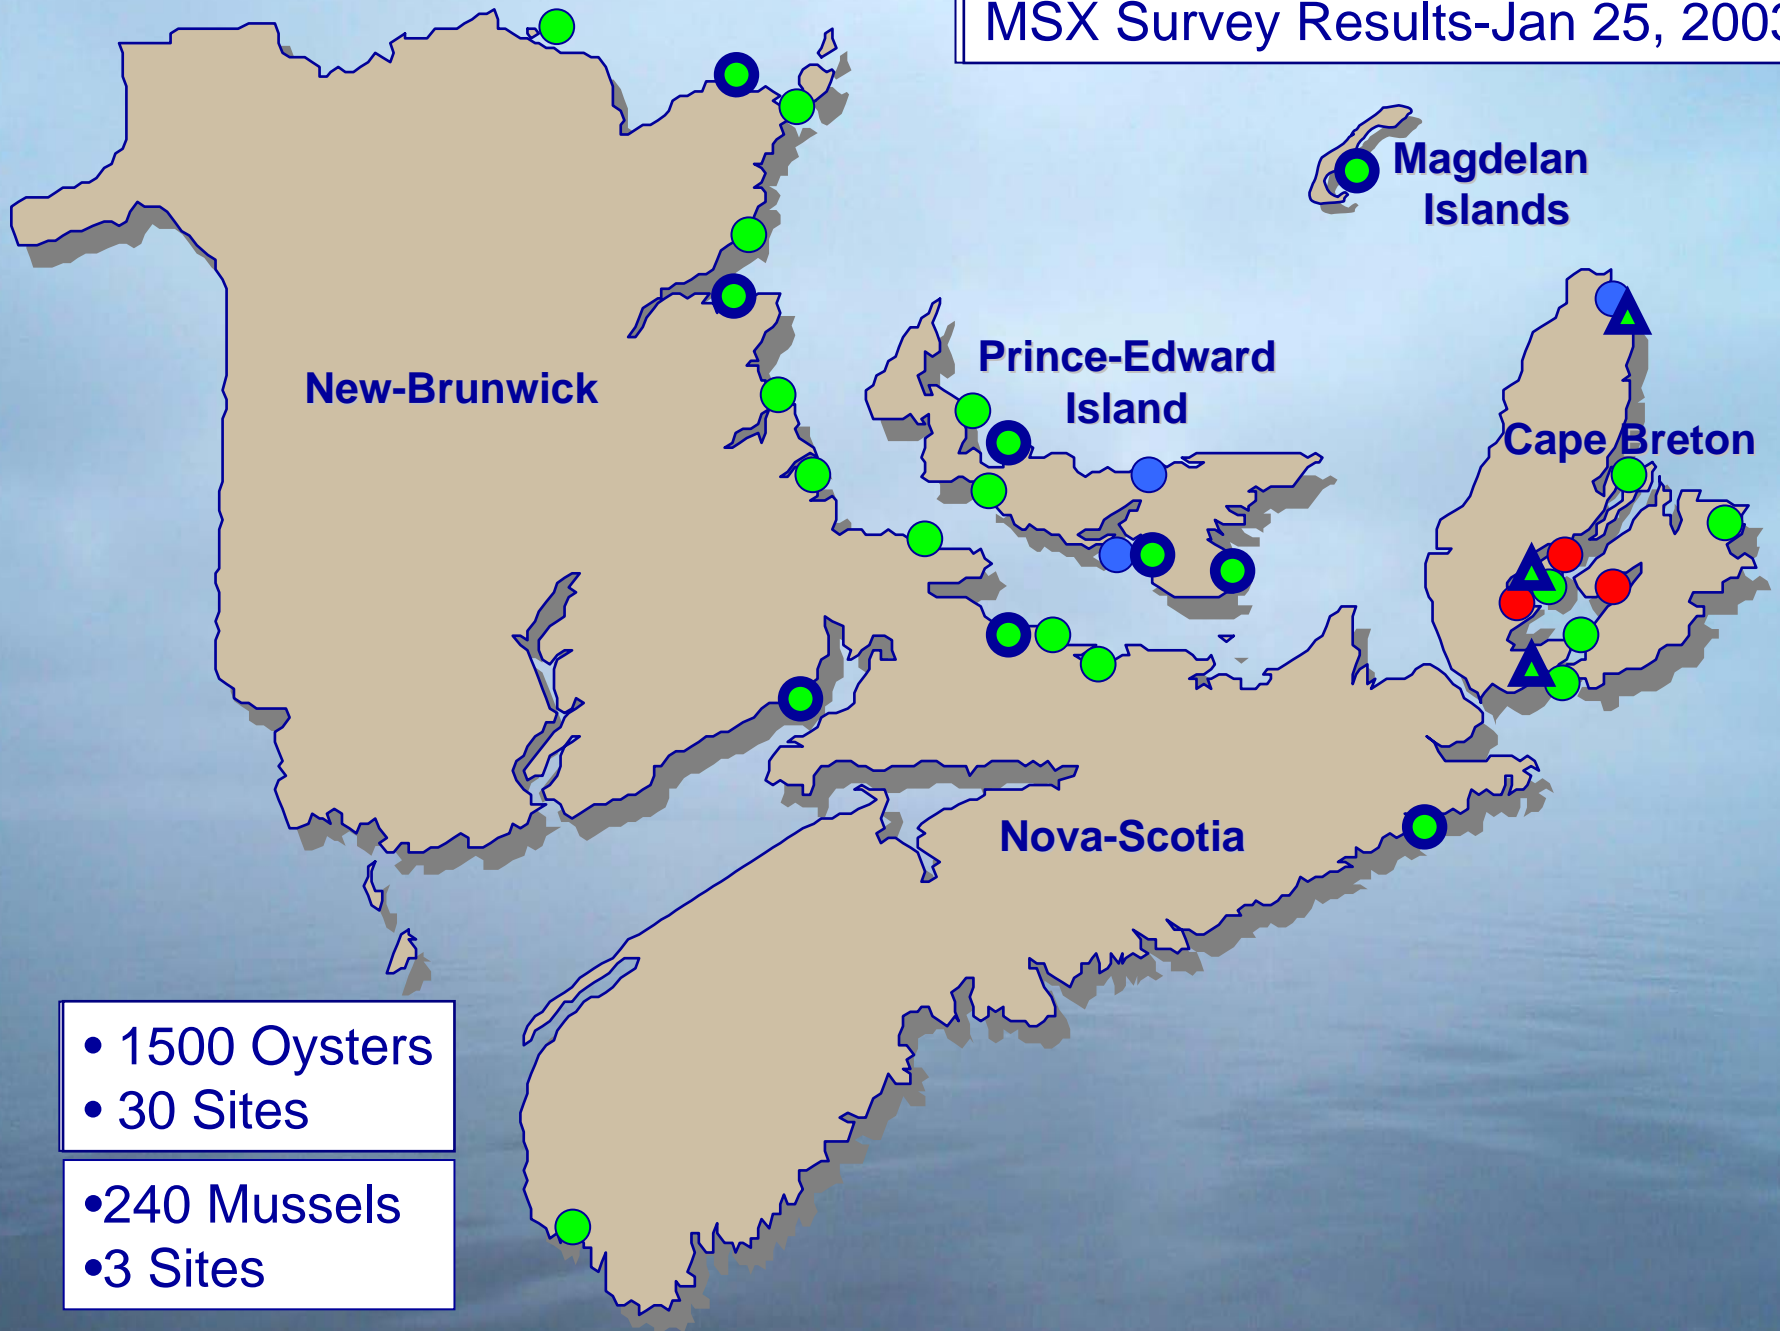 MSX Survey Results-Jan 25, 2003
Magdelan
Islands
Prince-Edward
Island
New-Brunwick
Cape Breton
Nova-Scotia
• 1500 Oysters
• 30 Sites
•240 Mussels
•3 Sites